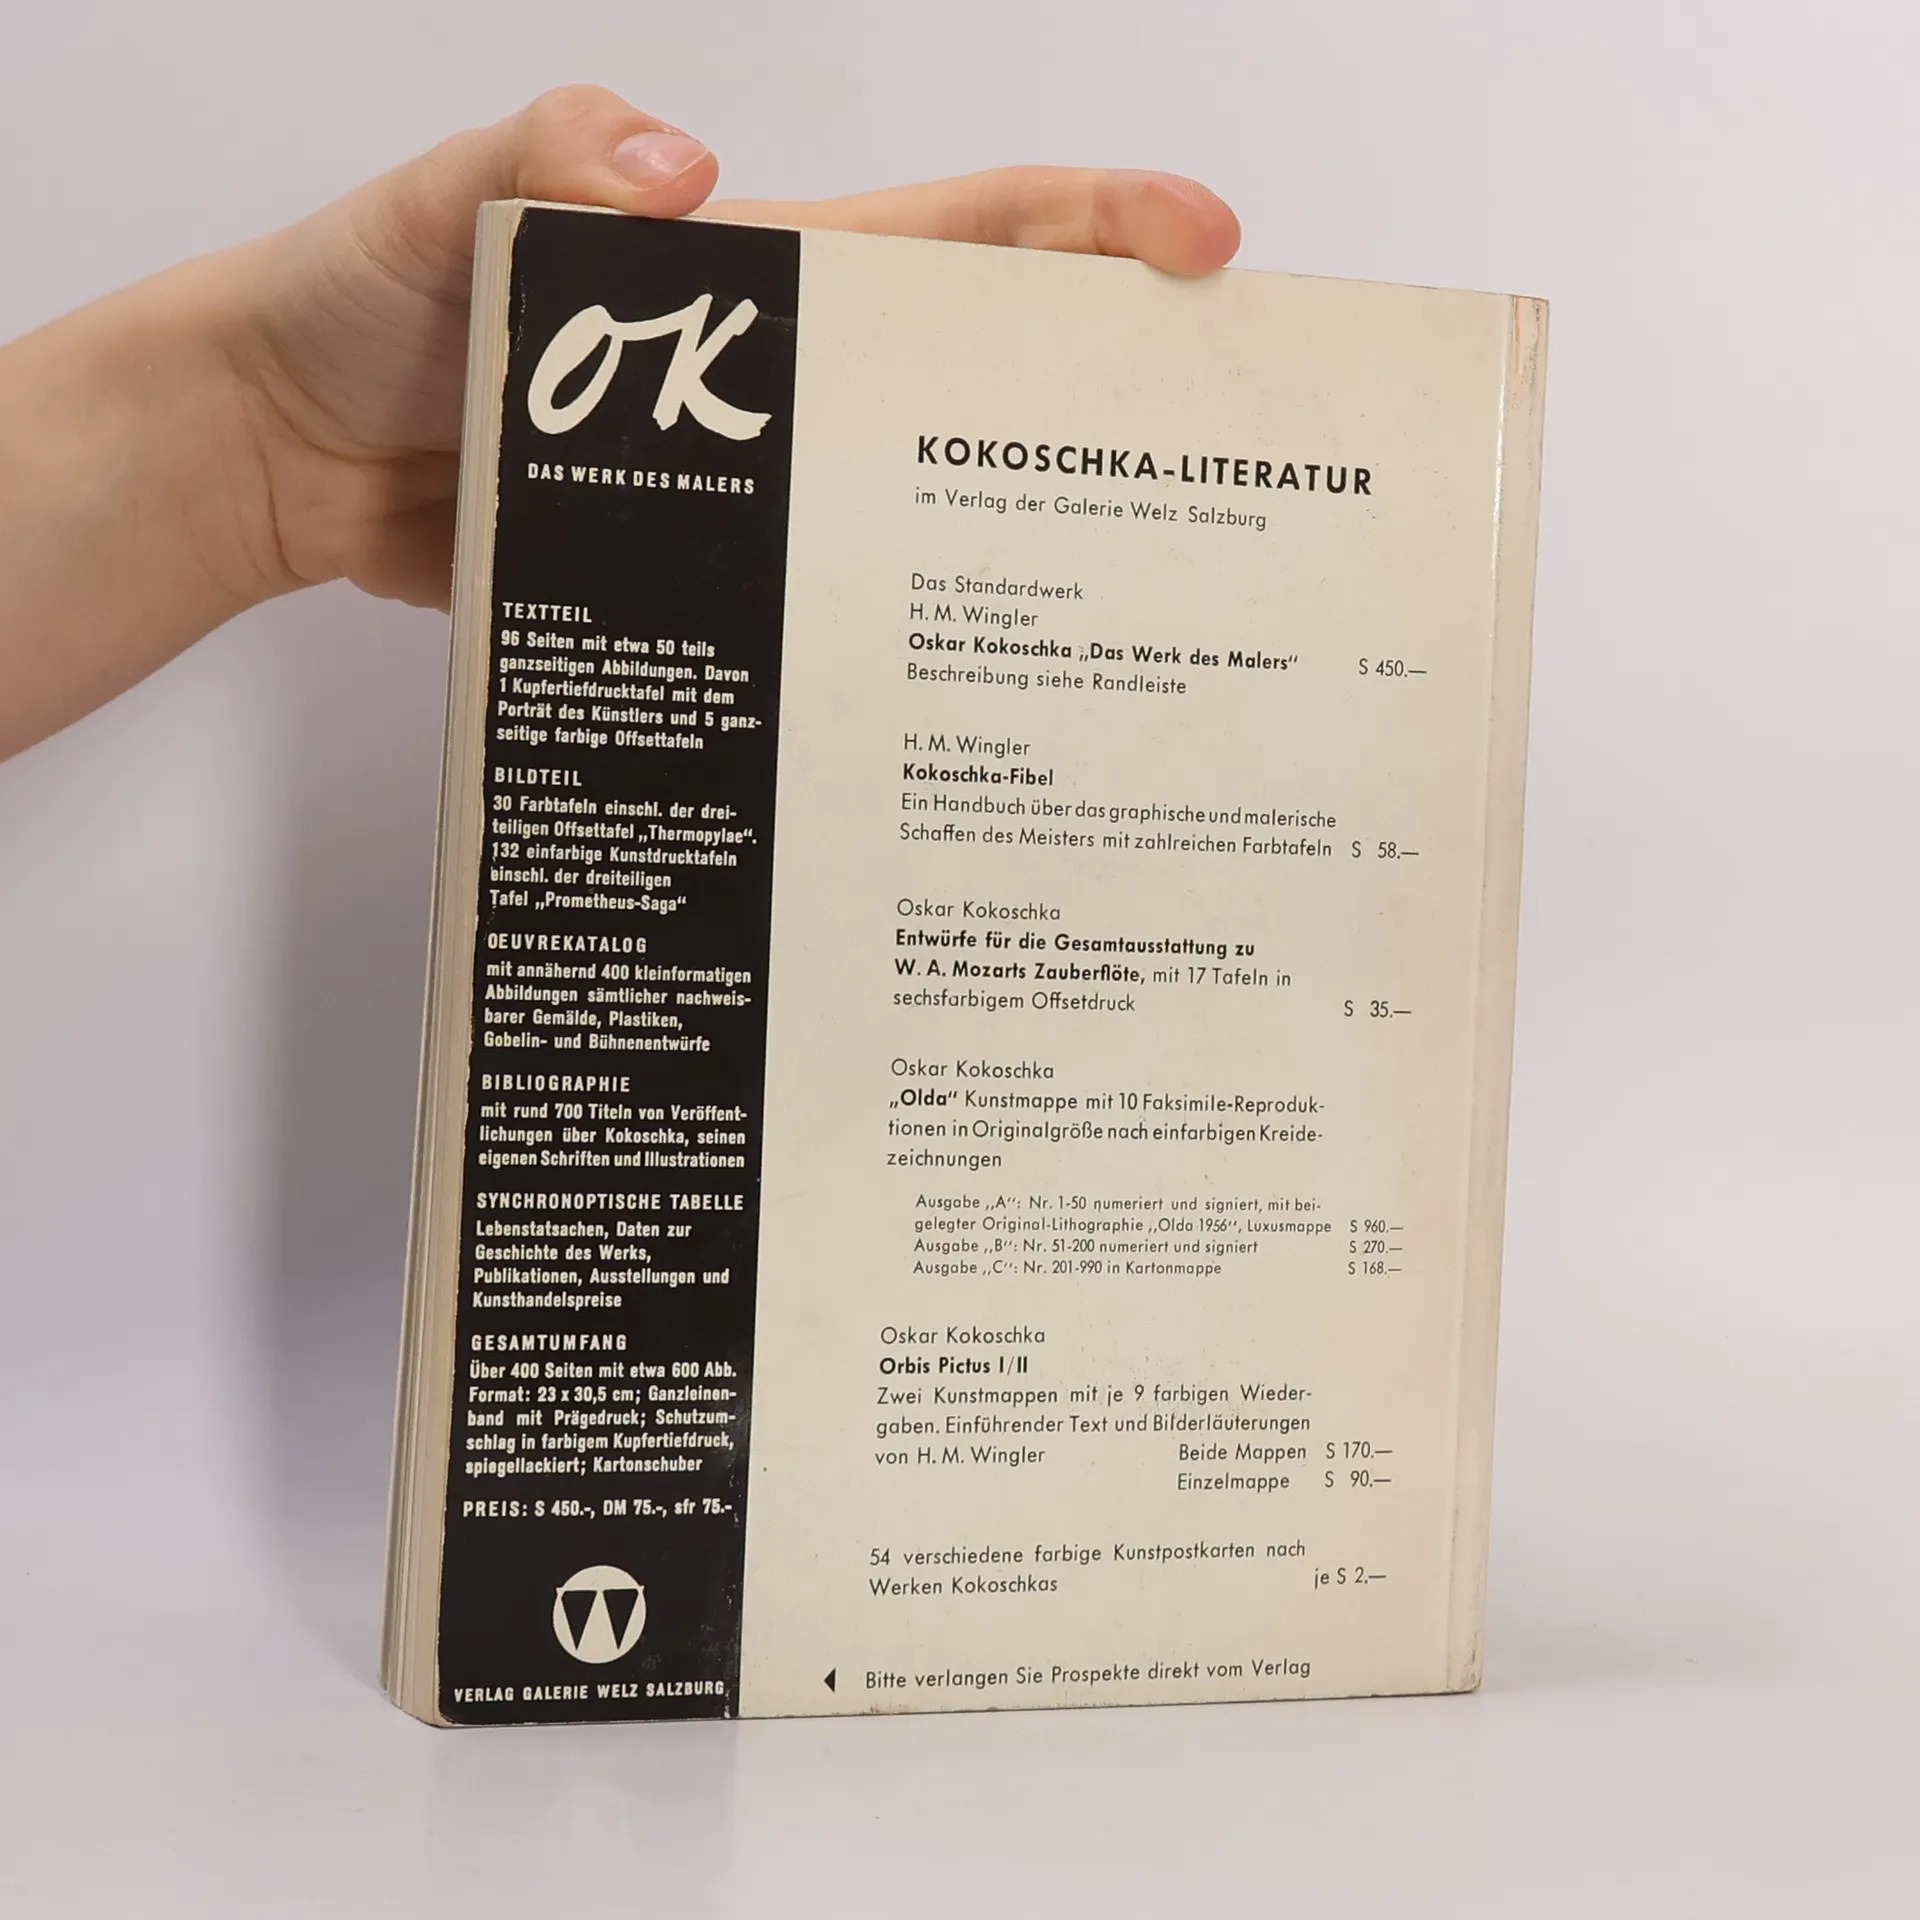 OK
DAS WERK DES MALERS
TEXTTEIL
96 Seiten mit etwa 50 teils
ganzseitigen Abbildungen. Davon
1 Kupfertiefdrucktafel mit dem
Porträt des Künstlers und 5 ganz-
seitige farbige Offsettafeln
BILDTEIL
30 Farbtafeln einschl. der drei-
teiligen Offsettafel „Thermopylae“.
132 einfarbige Kunstdrucktafeln
einschl. der dreiteiligen
Tafel „Prometheus-Saga“
OEUVREKATALOG
mit annähernd 400 kleinformatigen
Abbildungen sämtlicher nachweis-
barer Gemälde, Plastiken,
Gobelin- und Bühnenentwürfe
BIBLIOGRAPHIE
mit rund 700 Titeln von Veröffent-
lichungen über Kokoschka, seinen
eigenen Schriften und Illustrationen
SYNCHRONOPTISCHE TABELLE
Lebenstatsachen, Daten zur
Geschichte des Werks,
Publikationen, Ausstellungen und
Kunsthandelspreise
GESAMTUMFANG
Über 400 Seiten mit etwa 600 Abb.
Format: 23 x 30,5 cm; Ganzleinen-
band mit Prägedruck; Schutzum-
schlag in farbigem Kupfertiefdruck,
spiegellackiert; Kartonschuber
PREIS: S 450.-, DM 75.-, sfr 75.-
W
VERLAG GALERIE WELZ SALZBURG
KOKOSCHKA-LITERATUR
im Verlag der Galerie Welz Salzburg
Das Standardwerk
H. M. Wingler
Oskar Kokoschka „Das Werk des Malers“ S 450.—
Beschreibung siehe Randleiste
H. M. Wingler
Kokoschka-Fibel
Ein Handbuch über das graphische und malerische
Schaffen des Meisters mit zahlreichen Farbtafeln S 58.—
Oskar Kokoschka
Entwürfe für die Gesamtausstattung zu
W. A. Mozarts Zauberflöte, mit 17 Tafeln in
sechsfarbigem Offsetdruck S 35.—
Oskar Kokoschka
„Olda“ Kunstmappe mit 10 Faksimile-Reproduk-
tionen in Originalgröße nach einfarbigen Kreide-
zeichnungen
Ausgabe „A“: Nr. 1-50 numeriert und signiert, mit bei-
gelegter Original-Lithographie „Olda 1956“, Luxusmappe S 960.—
Ausgabe „B“: Nr. 51-200 numeriert und signiert S 270.—
Ausgabe „C“: Nr. 201-990 in Kartonmappe S 168.—
Oskar Kokoschka
Orbis Pictus I/II
Zwei Kunstmappen mit je 9 farbigen Wieder-
gaben. Einführender Text und Bilderläuterungen
von H. M. Wingler Beide Mappen S 170.—
Einzelmappe S 90.—
54 verschiedene farbige Kunstpostkarten nach
Werken Kokoschkas je S 2.—
Bitte verlangen Sie Prospekte direkt vom Verlag